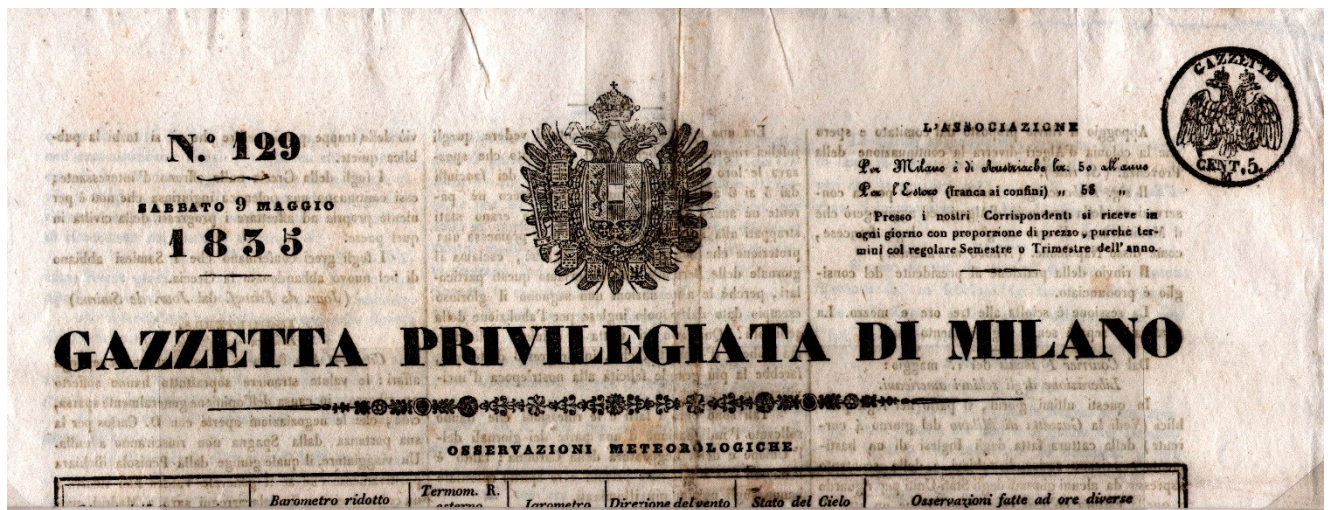 N.º 129
SABBATO 9 MAGGIO
1835
L'ASSOCIAZIONE
Per Milano è di Austriache lir. 50 all'anno
Per l'Estero (franca ai confini) „ 58 „
Presso i nostri Corrispondenti si riceve in
ogni giorno con proporzione di prezzo, purchè ter-
mini col regolare Semestre o Trimestre dell'anno.
GAZZETTE
CENT. 5.
GAZZETTA PRIVILEGIATA DI MILANO
OSSERVAZIONI METEOROLOGICHE
Barometro ridotto
Termom. R.
esterno
Igrometro
Direzione del vento
Stato del Cielo
Osservazioni fatte ad ore diverse